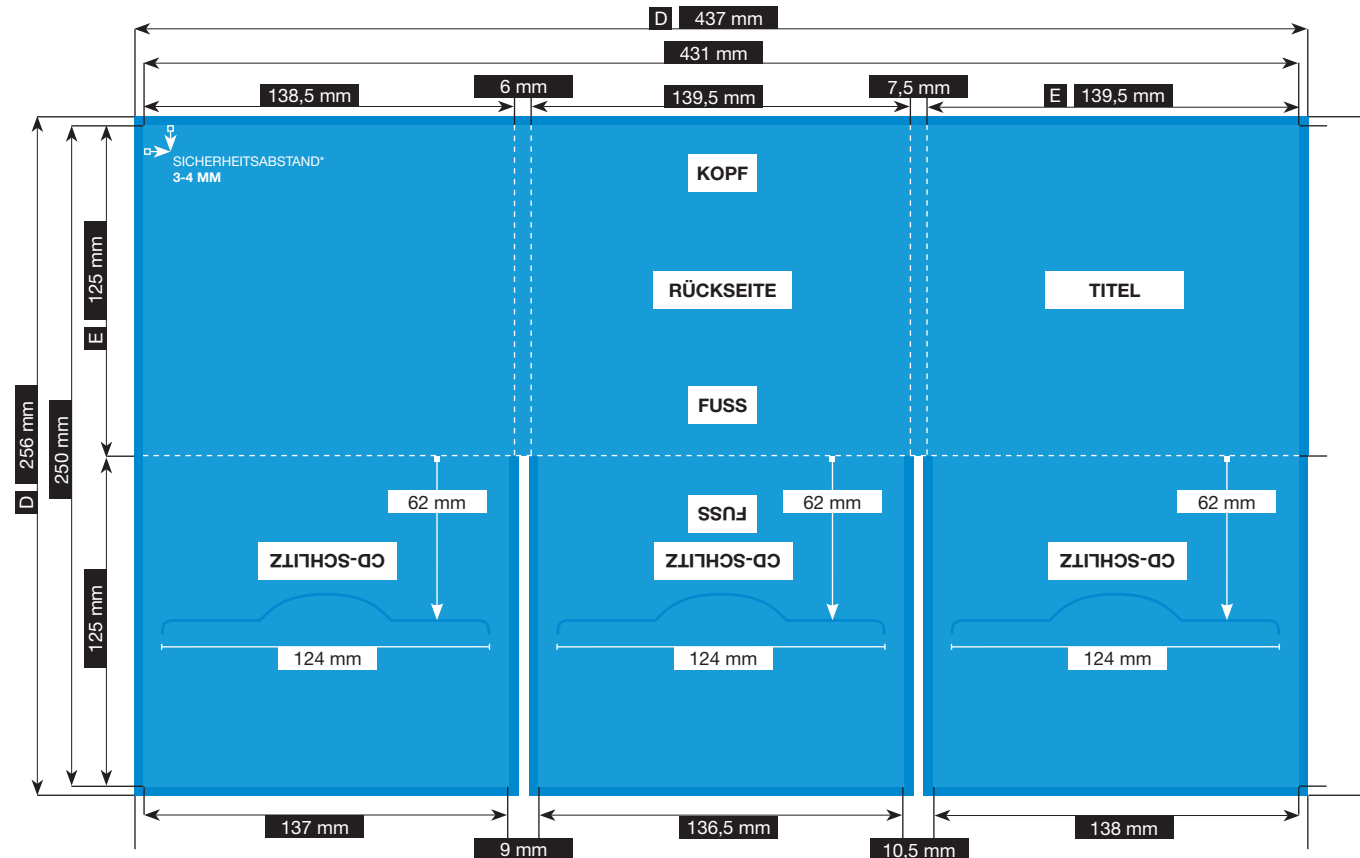 D 437 mm
431 mm
6 mm
7,5 mm
138,5 mm
139,5 mm
E 139,5 mm
SICHERHEITSABSTAND*
3-4 MM
KOPF
125 mm
E
RÜCKSEITE
TITEL
FUSS
D 256 mm
250 mm
62 mm
62 mm
62 mm
FUSS
CD-SCHLITZ
CD-SCHLITZ
CD-SCHLITZ
125 mm
124 mm
124 mm
124 mm
137 mm
136,5 mm
138 mm
9 mm
10,5 mm